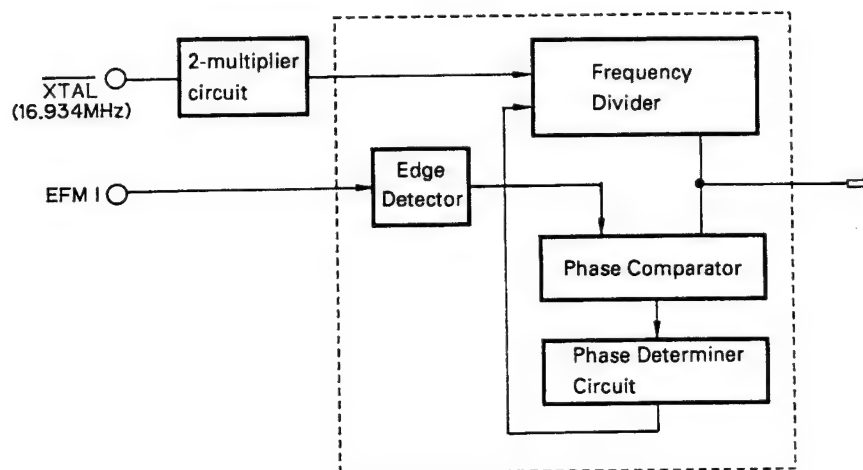 2-multiplier
circuit
XTAL
(16.934MHz)
Frequency
Divider
Edge
Detector
EFM I
Phase Comparator
Phase Determiner
Circuit